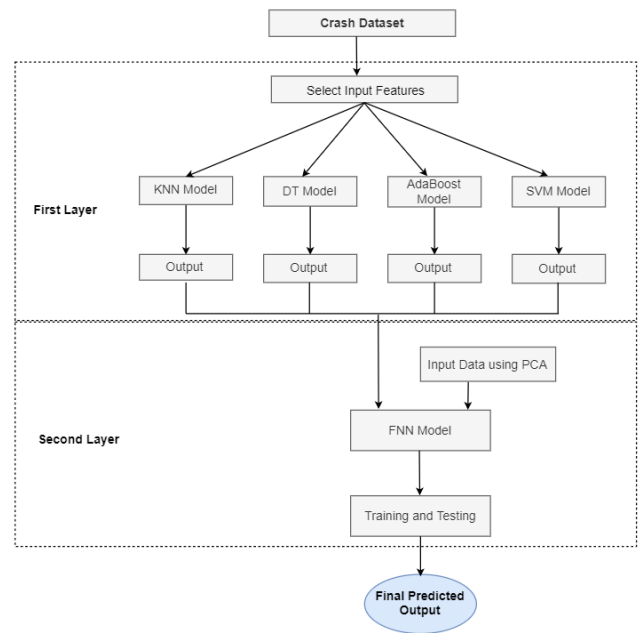 Crash Dataset
Select Input Features
KNN Model
DT Model
AdaBoost
Model
SVM Model
First Layer
Output
Output
Output
Output
Input Data using PCA
FNN Model
Second Layer
Training and Testing
Final Predicted
Output